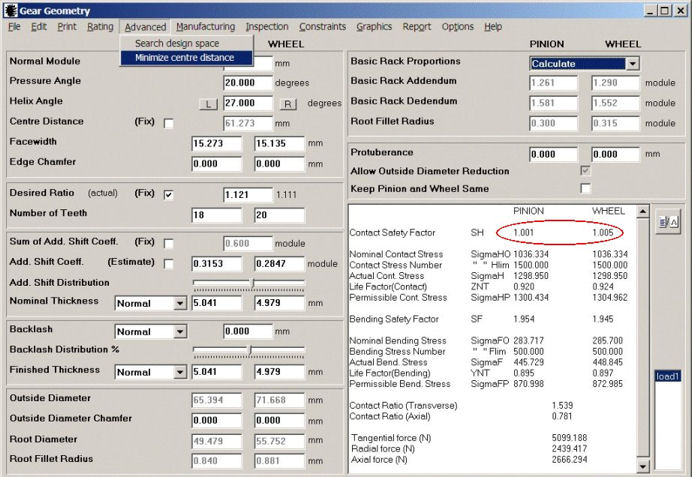 Gear Geometry
File Edit Print Rating Advanced Manufacturing Inspection Constraints Graphics Report Options Help
Search design space
Minimize centre distance
WHEEL
Normal Module mm
Pressure Angle 20.000 degrees
Helix Angle L 27.000 R degrees
Centre Distance (Fix) 61.273 mm
Facewidth 15.273 15.135 mm
Edge Chamfer 0.000 0.000 mm
Desired Ratio (actual) (Fix) 1.121 1.111
Number of Teeth 18 20
Sum of Add. Shift Coeff. (Fix) 0.600 module
Add. Shift Coeff. (Estimate) 0.3153 0.2847 module
Add. Shift Distribution
Nominal Thickness Normal 5.041 4.979 mm
Backlash Normal 0.000 mm
Backlash Distribution %
Finished Thickness Normal 5.041 4.979 mm
Outside Diameter 65.394 71.668 mm
Outside Diameter Chamfer 0.000 0.000 mm
Root Diameter 49.479 55.752 mm
Root Fillet Radius 0.840 0.881 mm
PINION WHEEL
Basic Rack Proportions Calculate
Basic Rack Addendum 1.261 1.290 module
Basic Rack Dedendum 1.581 1.552 module
Root Fillet Radius 0.300 0.315 module
Protuberance 0.000 0.000 mm
Allow Outside Diameter Reduction
Keep Pinion and Wheel Same
PINION WHEEL
Contact Safety Factor SH 1.001 1.005
Nominal Contact Stress SigmaHO 1036.334 1036.334
Contact Stress Number " " Hlim 1500.000 1500.000
Actual Cont. Stress SigmaH 1298.950 1298.950
Life Factor(Contact) ZNT 0.920 0.924
Permissible Cont. Stress SigmaHP 1300.434 1304.962
Bending Safety Factor SF 1.954 1.945
Nominal Bending Stress SigmaFO 283.717 285.700
Bending Stress Number " " Flim 500.000 500.000
Actual Bend. Stress SigmaF 445.729 448.845
Life Factor(Bending) YNT 0.895 0.897
Permissible Bend. Stress SigmaFP 870.998 872.985
Contact Ratio (Transverse) 1.539
Contact Ratio (Axial) 0.781
Tangential force (N) 5099.188
Radial force (N) 2439.417
Axial force (N) 2666.294
load1